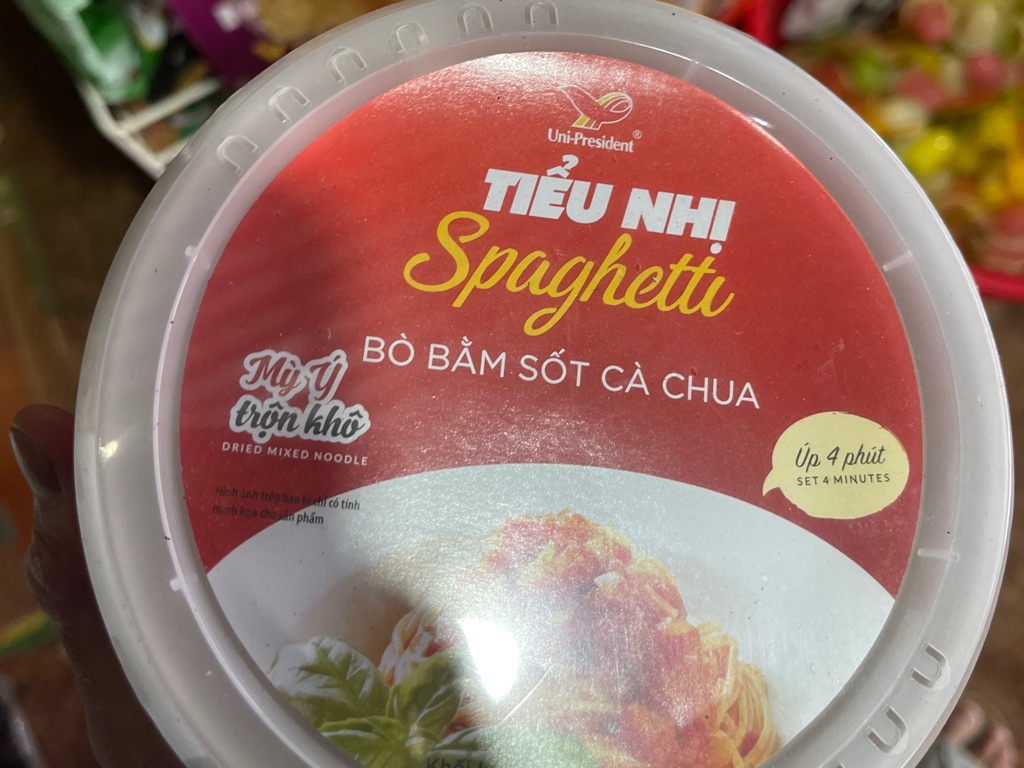 Uni-President®
TIỂU NHỊ
Spaghetti
BÒ BẰM SỐT CÀ CHUA
Mỳ Ý
trộn khô
DRIED MIXED NOODLE
Úp 4 phút
SET 4 MINUTES
Hình ảnh trên bao bì chỉ có tính
minh họa cho sản phẩm